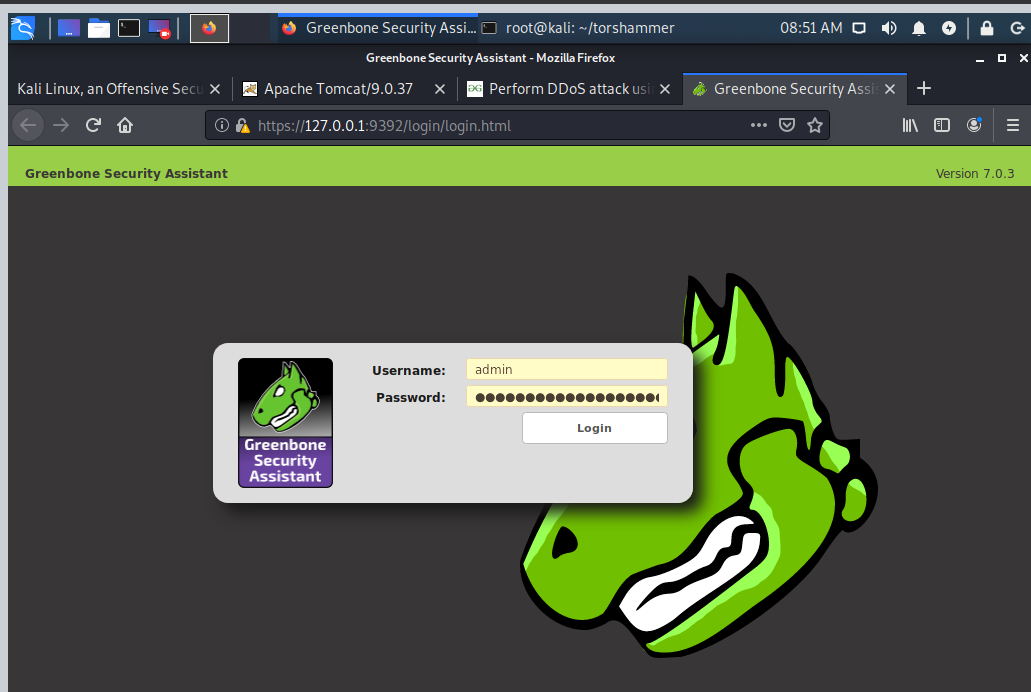 Greenbone Security Assi... root@kali: ~/torshammer 08:51 AM
Greenbone Security Assistant - Mozilla Firefox
Kali Linux, an Offensive Secu Apache Tomcat/9.0.37 Perform DDoS attack usi Greenbone Security Assis
https://127.0.0.1:9392/login/login.html
Greenbone Security Assistant Version 7.0.3
Username: admin
Password: ●●●●●●●●●●●●●●●●●●●
Login
Greenbone
Security
Assistant